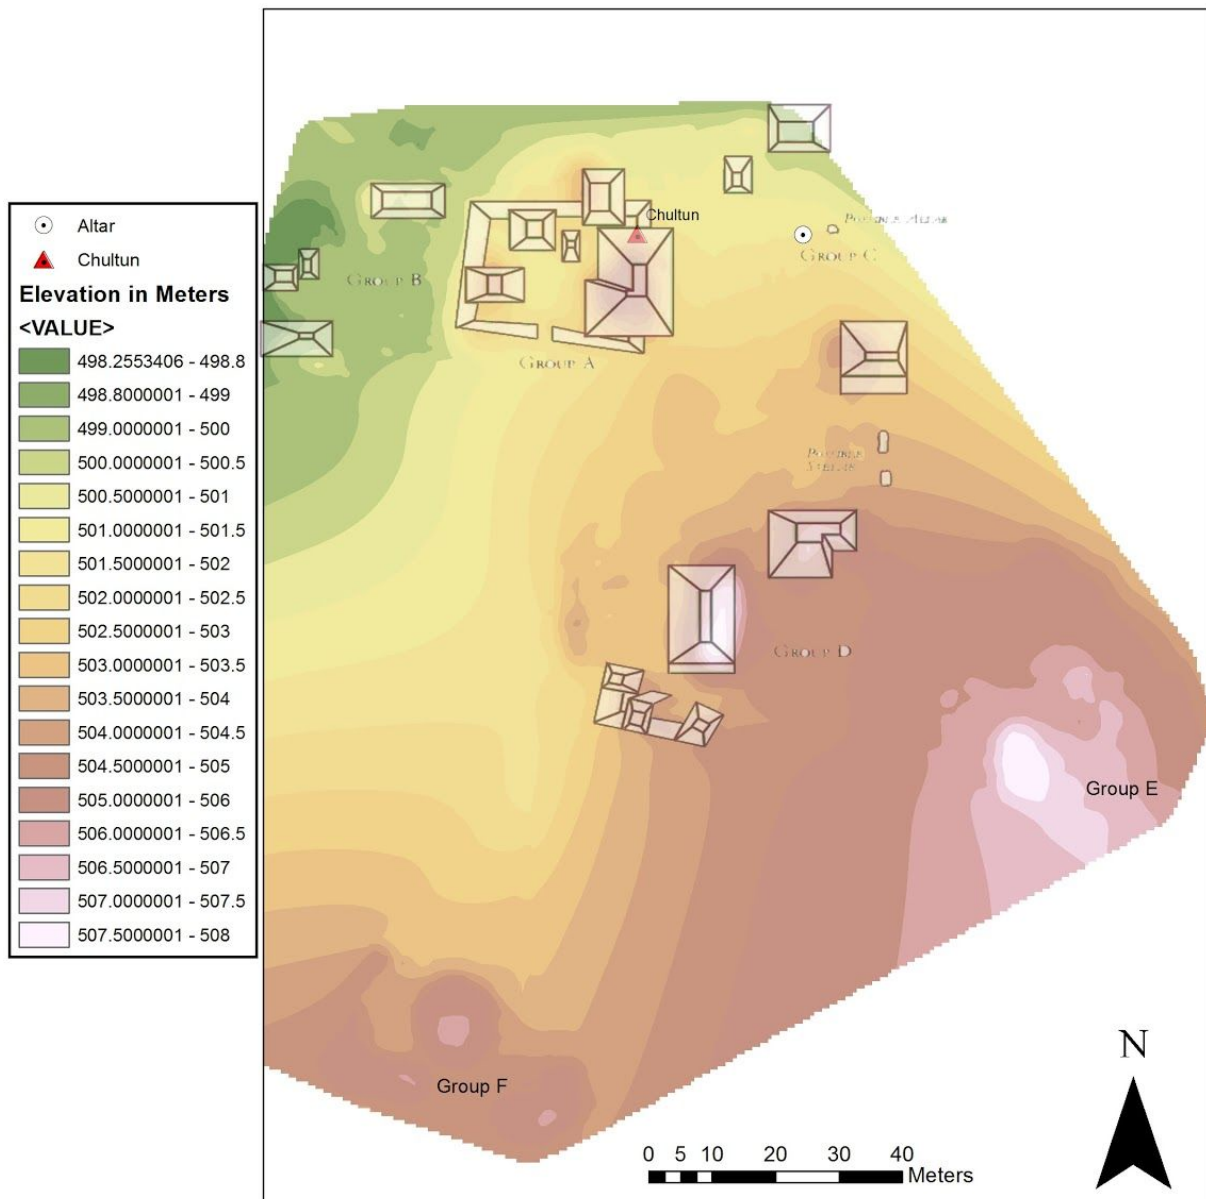 Altar
Chultun
Elevation in Meters
<VALUE>
498.2553406 - 498.8
498.8000001 - 499
499.0000001 - 500
500.0000001 - 500.5
500.5000001 - 501
501.0000001 - 501.5
501.5000001 - 502
502.0000001 - 502.5
502.5000001 - 503
503.0000001 - 503.5
503.5000001 - 504
504.0000001 - 504.5
504.5000001 - 505
505.0000001 - 506
506.0000001 - 506.5
506.5000001 - 507
507.0000001 - 507.5
507.5000001 - 508
Chultun
POSSIBLE ALTAR
GROUP C
GROUP B
GROUP A
POSSIBLE
STELAE
GROUP D
Group E
Group F
N
0 5 10 20 30 40
Meters